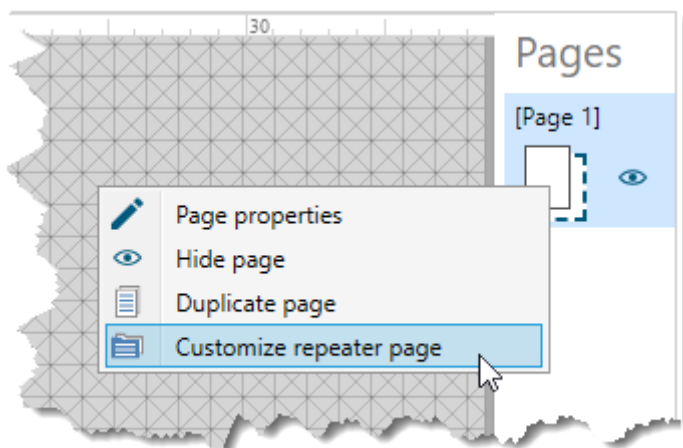 30
Pages
[Page 1]
Page properties
Hide page
Duplicate page
Customize repeater page